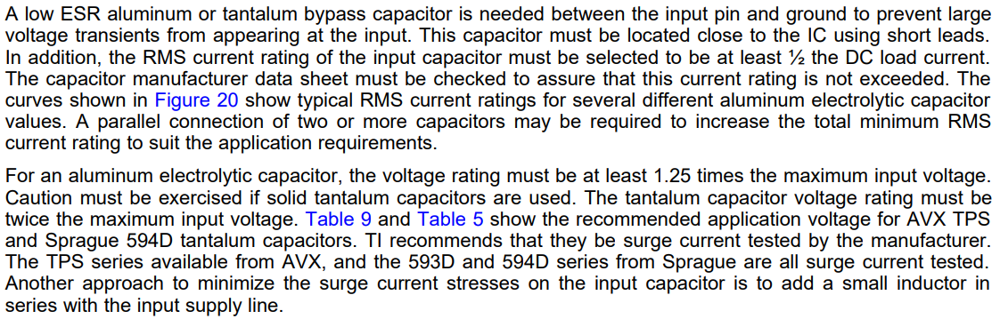 A low ESR aluminum or tantalum bypass capacitor is needed between the input pin and ground to prevent large
voltage transients from appearing at the input. This capacitor must be located close to the IC using short leads.
In addition, the RMS current rating of the input capacitor must be selected to be at least ½ the DC load current.
The capacitor manufacturer data sheet must be checked to assure that this current rating is not exceeded. The
curves shown in Figure 20 show typical RMS current ratings for several different aluminum electrolytic capacitor
values. A parallel connection of two or more capacitors may be required to increase the total minimum RMS
current rating to suit the application requirements.
For an aluminum electrolytic capacitor, the voltage rating must be at least 1.25 times the maximum input voltage.
Caution must be exercised if solid tantalum capacitors are used. The tantalum capacitor voltage rating must be
twice the maximum input voltage. Table 9 and Table 5 show the recommended application voltage for AVX TPS
and Sprague 594D tantalum capacitors. TI recommends that they be surge current tested by the manufacturer.
The TPS series available from AVX, and the 593D and 594D series from Sprague are all surge current tested.
Another approach to minimize the surge current stresses on the input capacitor is to add a small inductor in
series with the input supply line.